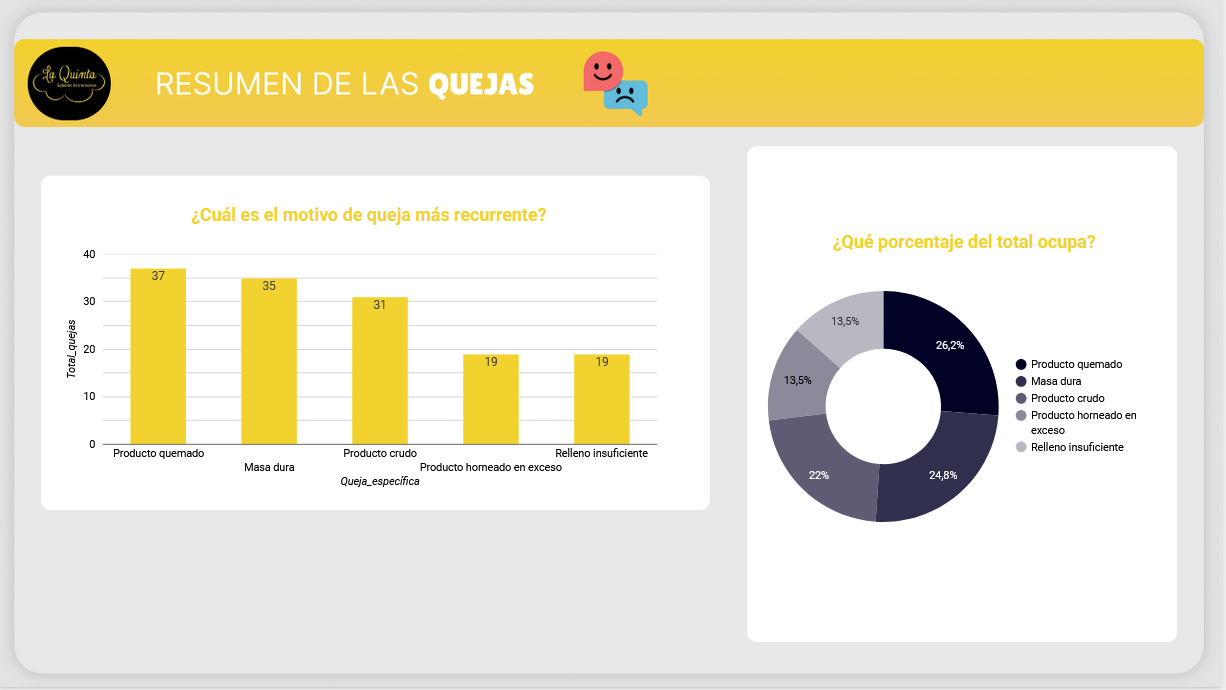 La Quinta
Sabores Entrerrianos
RESUMEN DE LAS QUEJAS
¿Cuál es el motivo de queja más recurrente?
Total_quejas
40
30
20
10
0
37
35
31
19
19
Producto quemado
Masa dura
Producto crudo
Producto horneado en exceso
Relleno insuficiente
Queja_específica
¿Qué porcentaje del total ocupa?
26,2%
24,8%
22%
13,5%
13,5%
Producto quemado
Masa dura
Producto crudo
Producto horneado en
exceso
Relleno insuficiente